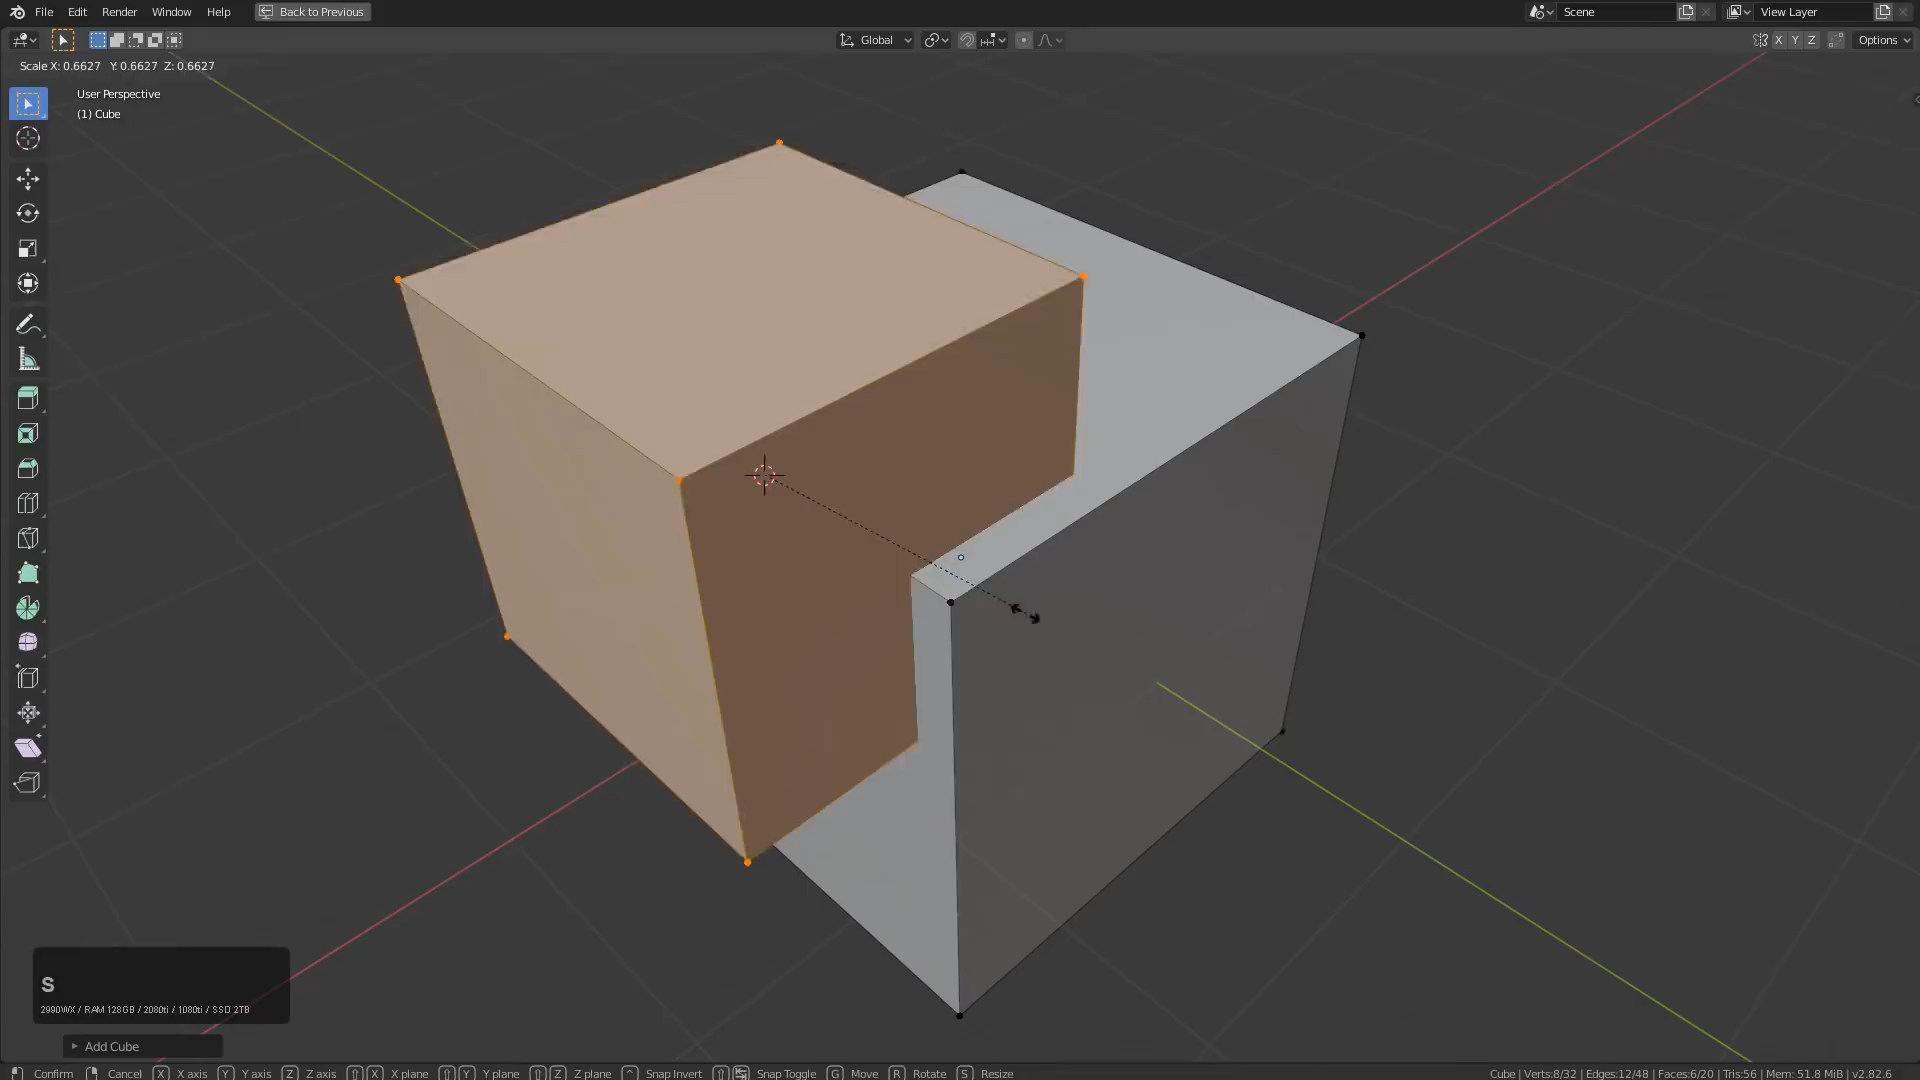 File Edit Render Window Help Back to Previous Scene View Layer
Global X Y Z Options
Scale X: 0.6627 Y: 0.6627 Z: 0.6627
User Perspective
(1) Cube
S
2990WX / RAM 128GB / 2080ti / 1080ti / SSD 2TB
Add Cube
Confirm Cancel X X axis Y Y axis Z Z axis X X plane Y Y plane Z Z plane Snap Invert Snap Toggle G Move R Rotate S Resize Cube | Verts:8/32 | Edges:12/48 | Faces:6/20 | Tris:56 | Mem: 51.8 MiB | v2.82.6